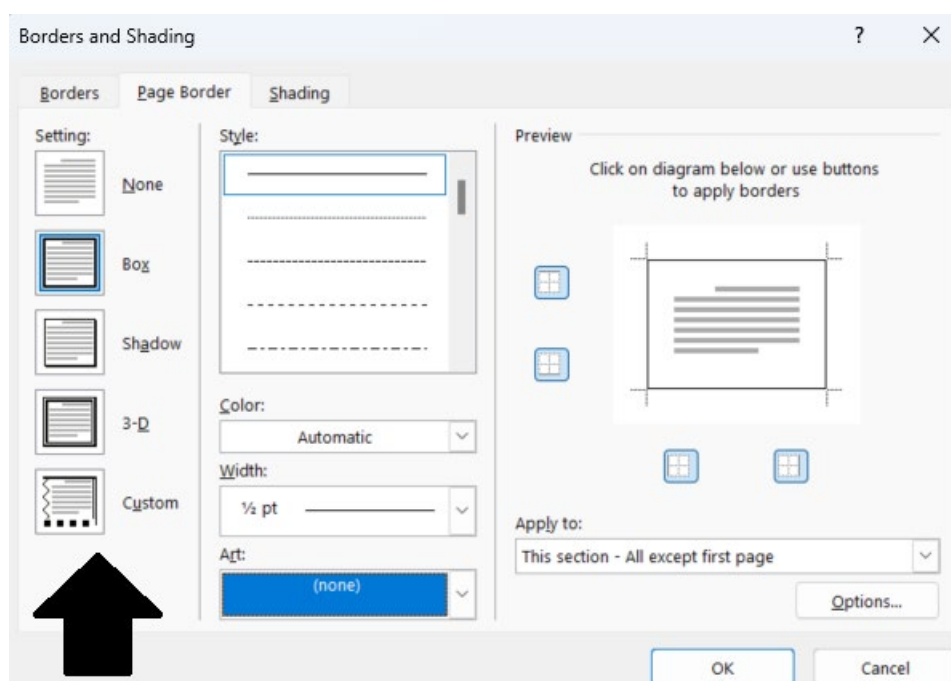 Borders and Shading
?
Borders
Page Border
Shading
Setting:
None
Box
Shadow
3-D
Custom
Style:
Color:
Automatic
Width:
½ pt
Art:
(none)
Preview
Click on diagram below or use buttons
to apply borders
Apply to:
This section - All except first page
Options...
OK
Cancel